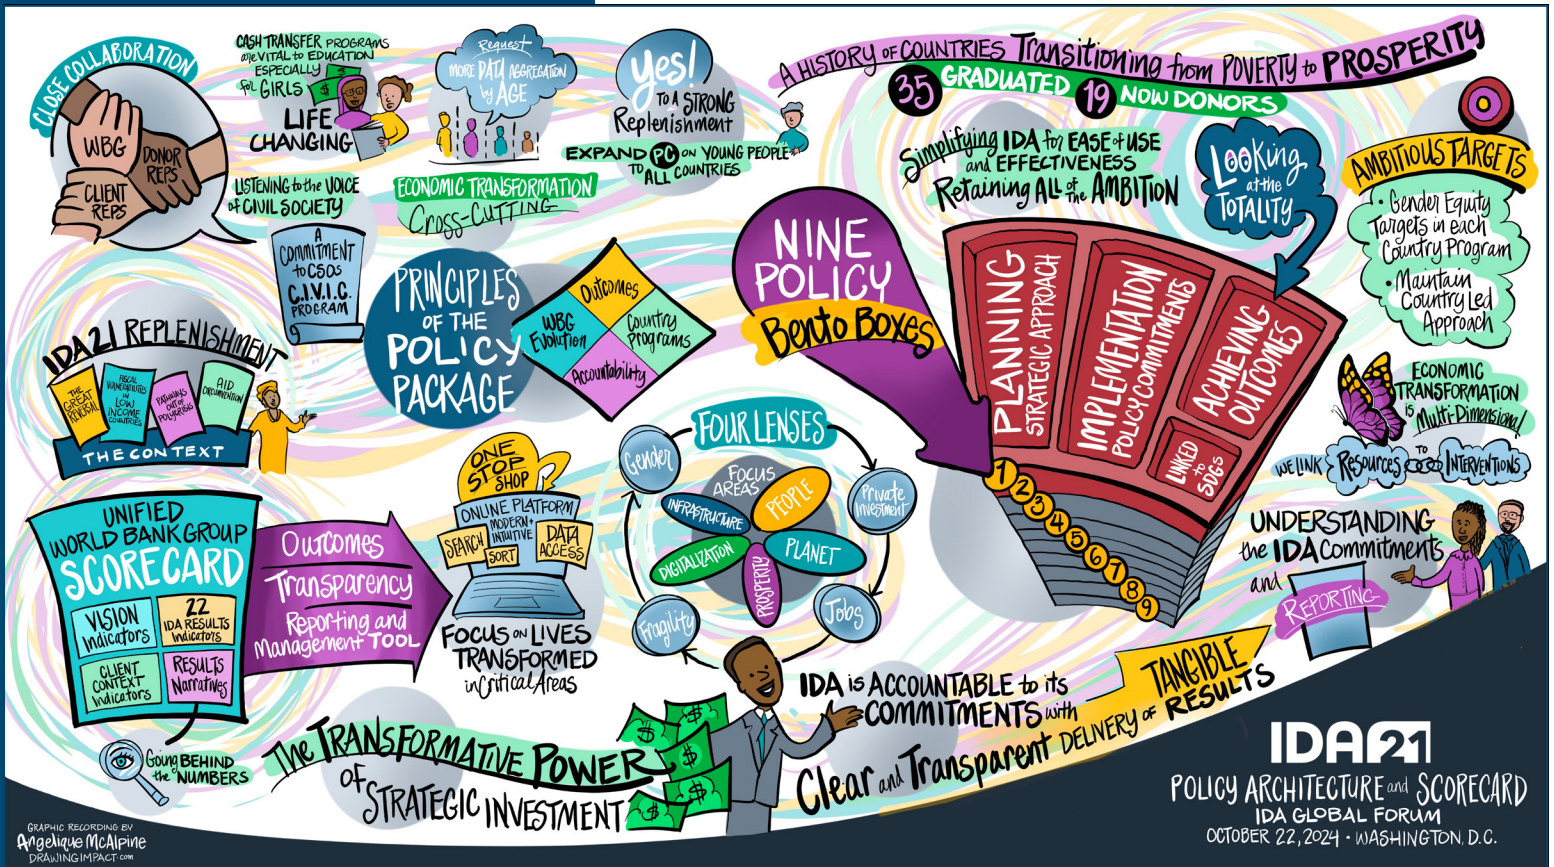 CLOSE COLLABORATION
WBG
DONOR
REPS
CLIENT
REPS
CASH TRANSFER PROGRAMS
are VITAL to EDUCATION
ESPECIALLY
for GIRLS
LIFE
CHANGING
LISTENING to the VOICE
of CIVIL SOCIETY
A
COMMITMENT
to CSOs
C.I.V.I.C.
PROGRAM
Request
MORE DATA AGGREGATION
by AGE
ECONOMIC TRANSFORMATION
CROSS-CUTTING
Yes!
TO A STRONG
Replenishment
EXPAND PC ON YOUNG PEOPLE
TO ALL COUNTRIES
A HISTORY OF COUNTRIES Transitioning from POVERTY to PROSPERITY
35 GRADUATED 19 NOW DONORS
Simplifying IDA for EASE of USE
and EFFECTIVENESS
Retaining ALL of the AMBITION
LOOKING
at the
TOTALITY
AMBITIOUS TARGETS
• Gender Equity
Targets in each
Country Program
• Maintain
Country Led
Approach
IDA21 REPLENISHMENT
THE
GREAT
REVERSAL
FISCAL
VULNERABILITIES
in LOW
INCOME
COUNTRIES
PATHWAYS
OUT of
POLYCRISIS
AID
CIRCUMVENTION
THE CONTEXT
PRINCIPLES
OF THE
POLICY
PACKAGE
Outcomes
WBG
Evolution
Country
Programs
Accountability
NINE
POLICY
Bento Boxes
PLANNING
STRATEGIC APPROACH
IMPLEMENTATION
POLICY COMMITMENTS
ACHIEVING
OUTCOMES
LINKED
to
SDGs
1
2
3
4
5
6
7
8
9
ECONOMIC
TRANSFORMATION
is
Multi-Dimensional
WE LINK RESOURCES TO INTERVENTIONS
UNDERSTANDING
the IDA Commitments
and
REPORTING
UNIFIED
WORLD BANK GROUP
SCORECARD
VISION
Indicators
22
IDA RESULTS
Indicators
CLIENT
CONTEXT
Indicators
RESULTS
Narratives
Going BEHIND
the NUMBERS
Outcomes
Transparency
Reporting and
Management TOOL
ONE
STOP
SHOP
ONLINE PLATFORM
MODERN +
INTUITIVE
SEARCH
SORT
DATA
ACCESS
FOCUS ON LIVES
TRANSFORMED
in Critical Areas
FOUR LENSES
Gender
Private
Investment
Jobs
Fragility
FOCUS
AREAS
PEOPLE
PLANET
PROSPERITY
DIGITALIZATION
INFRASTRUCTURE
The TRANSFORMATIVE POWER
of STRATEGIC INVESTMENT
IDA is ACCOUNTABLE to its
COMMITMENTS with
Clear and Transparent DELIVERY of
TANGIBLE
RESULTS
IDA21
POLICY ARCHITECTURE and SCORECARD
IDA GLOBAL FORUM
OCTOBER 22, 2024 • WASHINGTON, D.C.
GRAPHIC RECORDING BY
Angelique McAlpine
DRAWINGIMPACT.com